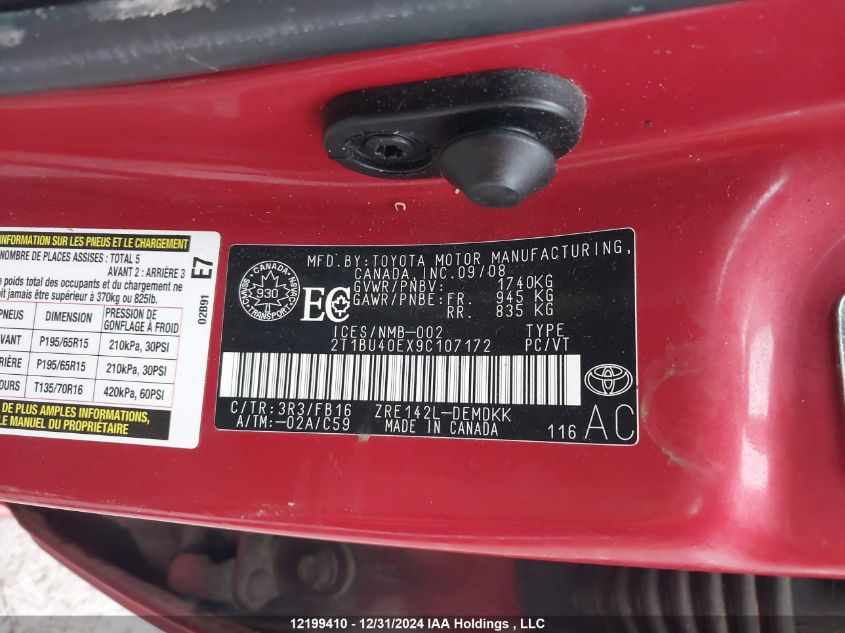 INFORMATION SUR LES PNEUS ET LE CHARGEMENT
NOMBRE DE PLACES ASSISES : TOTAL 5
AVANT 2 : ARRIÈRE 3
poids total des occupants et du chargement ne
jamais être supérieur à 370kg ou 825lb.
E7
02B91
PNEUS DIMENSION PRESSION DE GONFLAGE À FROID
P195/65R15 210kPa, 30PSI
P195/65R15 210kPa, 30PSI
T135/70R16 420kPa, 60PSI
DE PLUS AMPLES INFORMATIONS,
LE MANUEL DU PROPRIÉTAIRE
CANADA
930
TRANSPORT
EC
MFD.BY:TOYOTA MOTOR MANUFACTURING,
CANADA, INC.09/08
GVWR/PNBV: 1740KG
GAWR/PNBE:FR. 945 KG
RR. 835 KG
ICES/NMB-002 TYPE
2T1BU40EX9C107172 PC/VT
C/TR:3R3/FB16 ZRE142L-DEMDKK
A/TM:-02A/C59 MADE IN CANADA
116 AC
12199410 - 12/31/2024 IAA Holdings , LLC